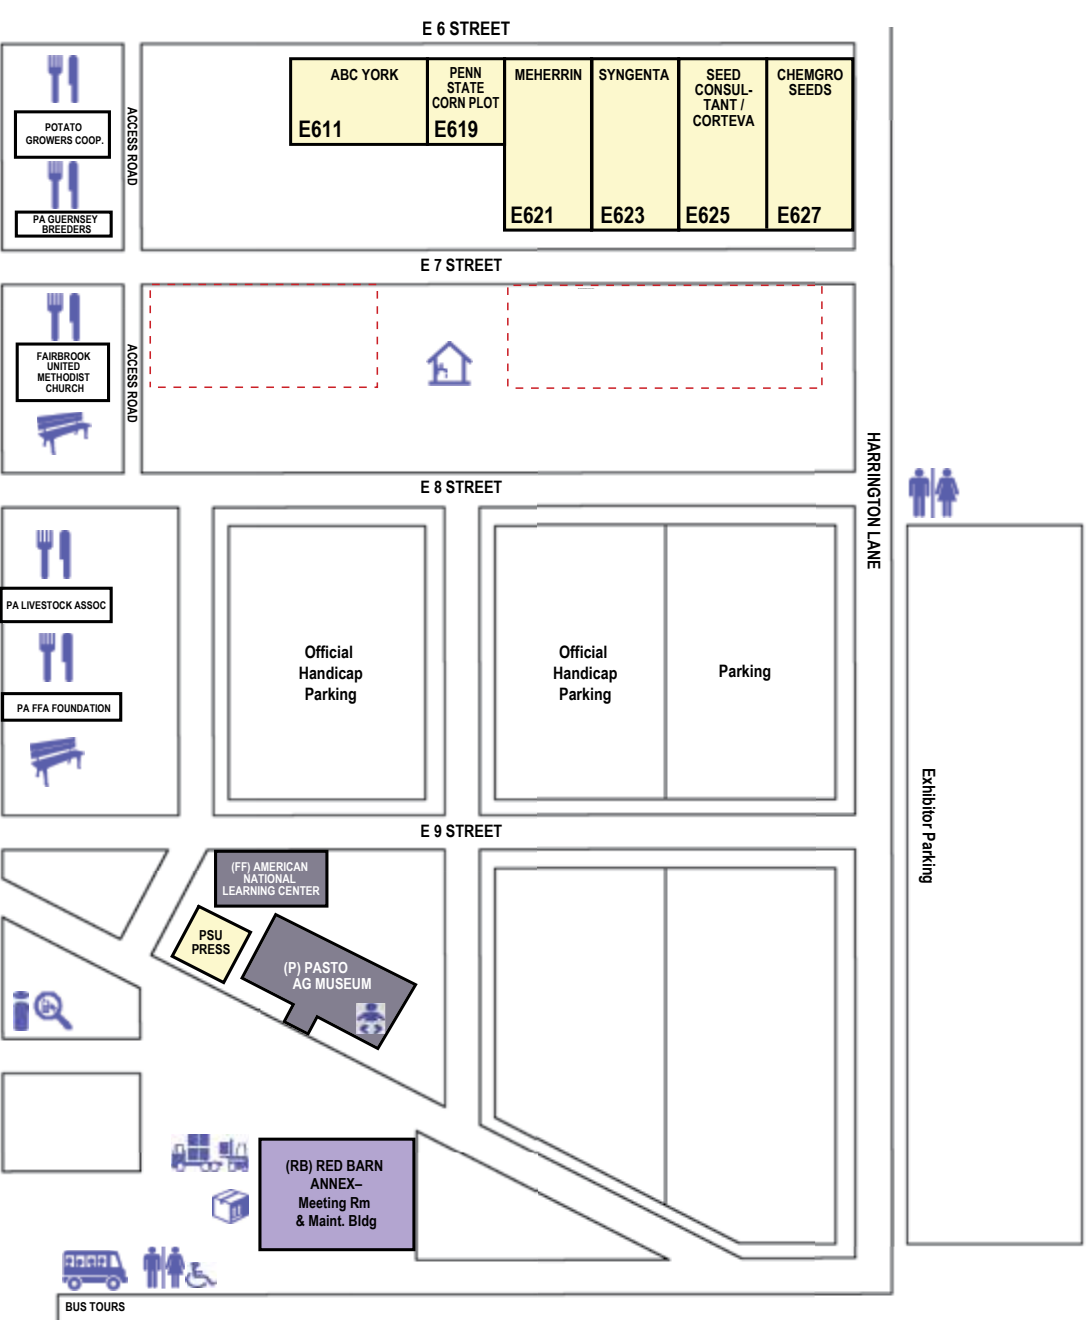 E 6 STREET
ABC YORK
E611
PENN
STATE
CORN PLOT
E619
MEHERRIN
E621
SYNGENTA
E623
SEED
CONSUL-
TANT /
CORTEVA
E625
CHEMGRO
SEEDS
E627
POTATO
GROWERS COOP.
PA GUERNSEY
BREEDERS
ACCESS ROAD
E 7 STREET
FAIRBROOK
UNITED
METHODIST
CHURCH
ACCESS ROAD
HARRINGTON LANE
E 8 STREET
PA LIVESTOCK ASSOC
PA FFA FOUNDATION
Official
Handicap
Parking
Official
Handicap
Parking
Parking
Exhibitor Parking
E 9 STREET
(FF) AMERICAN
NATIONAL
LEARNING CENTER
PSU
PRESS
(P) PASTO
AG MUSEUM
(RB) RED BARN
ANNEX–
Meeting Rm
& Maint. Bldg
BUS TOURS